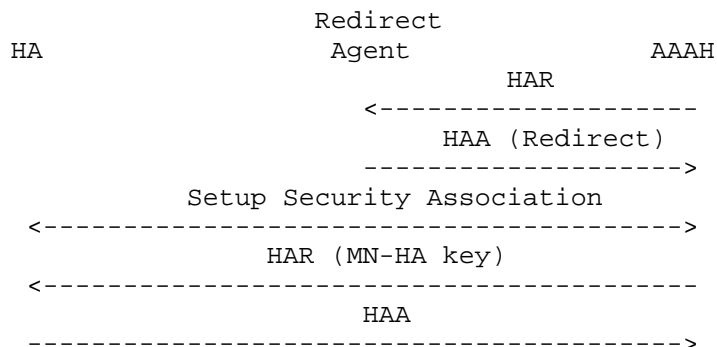 Redirect
HA Agent AAAH
HAR
<--------------------
HAA (Redirect)
-------------------->
Setup Security Association
<---------------------------------------->
HAR (MN-HA key)
<-----------------------------------------
HAA
----------------------------------------->